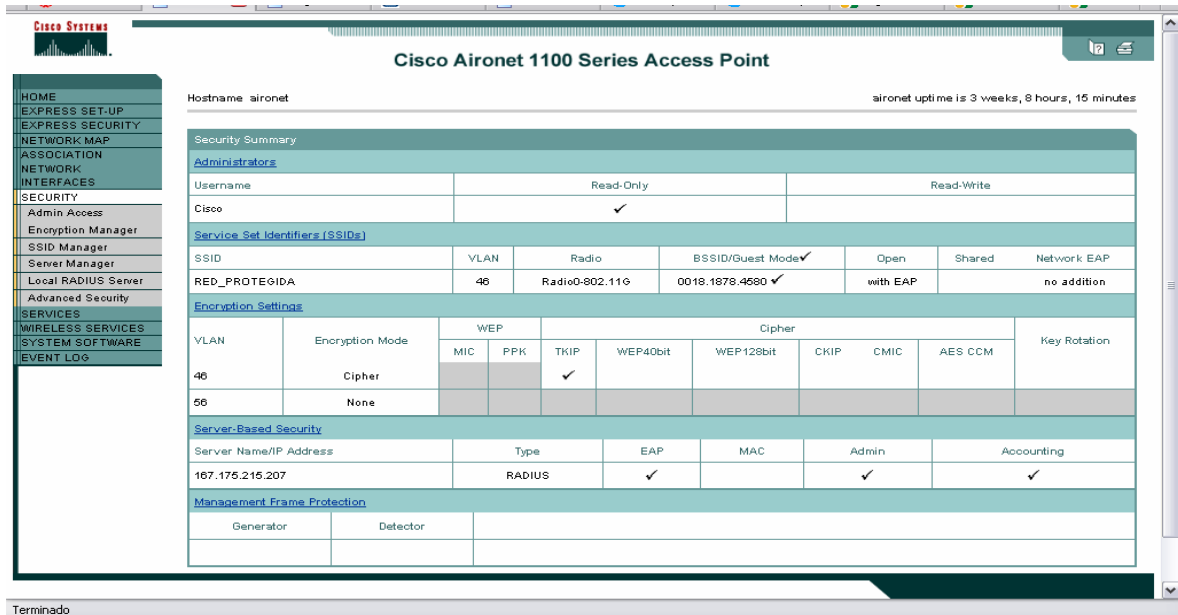 CISCO SYSTEMS
Cisco Aironet 1100 Series Access Point
HOME
EXPRESS SET-UP
EXPRESS SECURITY
NETWORK MAP
ASSOCIATION
NETWORK
INTERFACES
SECURITY
Admin Access
Encryption Manager
SSID Manager
Server Manager
Local RADIUS Server
Advanced Security
SERVICES
WIRELESS SERVICES
SYSTEM SOFTWARE
EVENT LOG
Hostname aironet aironet uptime is 3 weeks, 8 hours, 15 minutes
Security Summary
Administrators
Username Read-Only Read-Write
Cisco ✓
Service Set Identifiers (SSIDs)
SSID VLAN Radio BSSID/Guest Mode✓ Open Shared Network EAP
RED_PROTEGIDA 46 Radio0-802.11G 0018.1878.4580 ✓ with EAP no addition
Encryption Settings
VLAN Encryption Mode WEP Cipher Key Rotation
MIC PPK TKIP WEP40bit WEP128bit CKIP CMIC AES CCM
46 Cipher ✓
56 None
Server-Based Security
Server Name/IP Address Type EAP MAC Admin Accounting
167.175.215.207 RADIUS ✓ ✓ ✓
Management Frame Protection
Generator Detector
Terminado